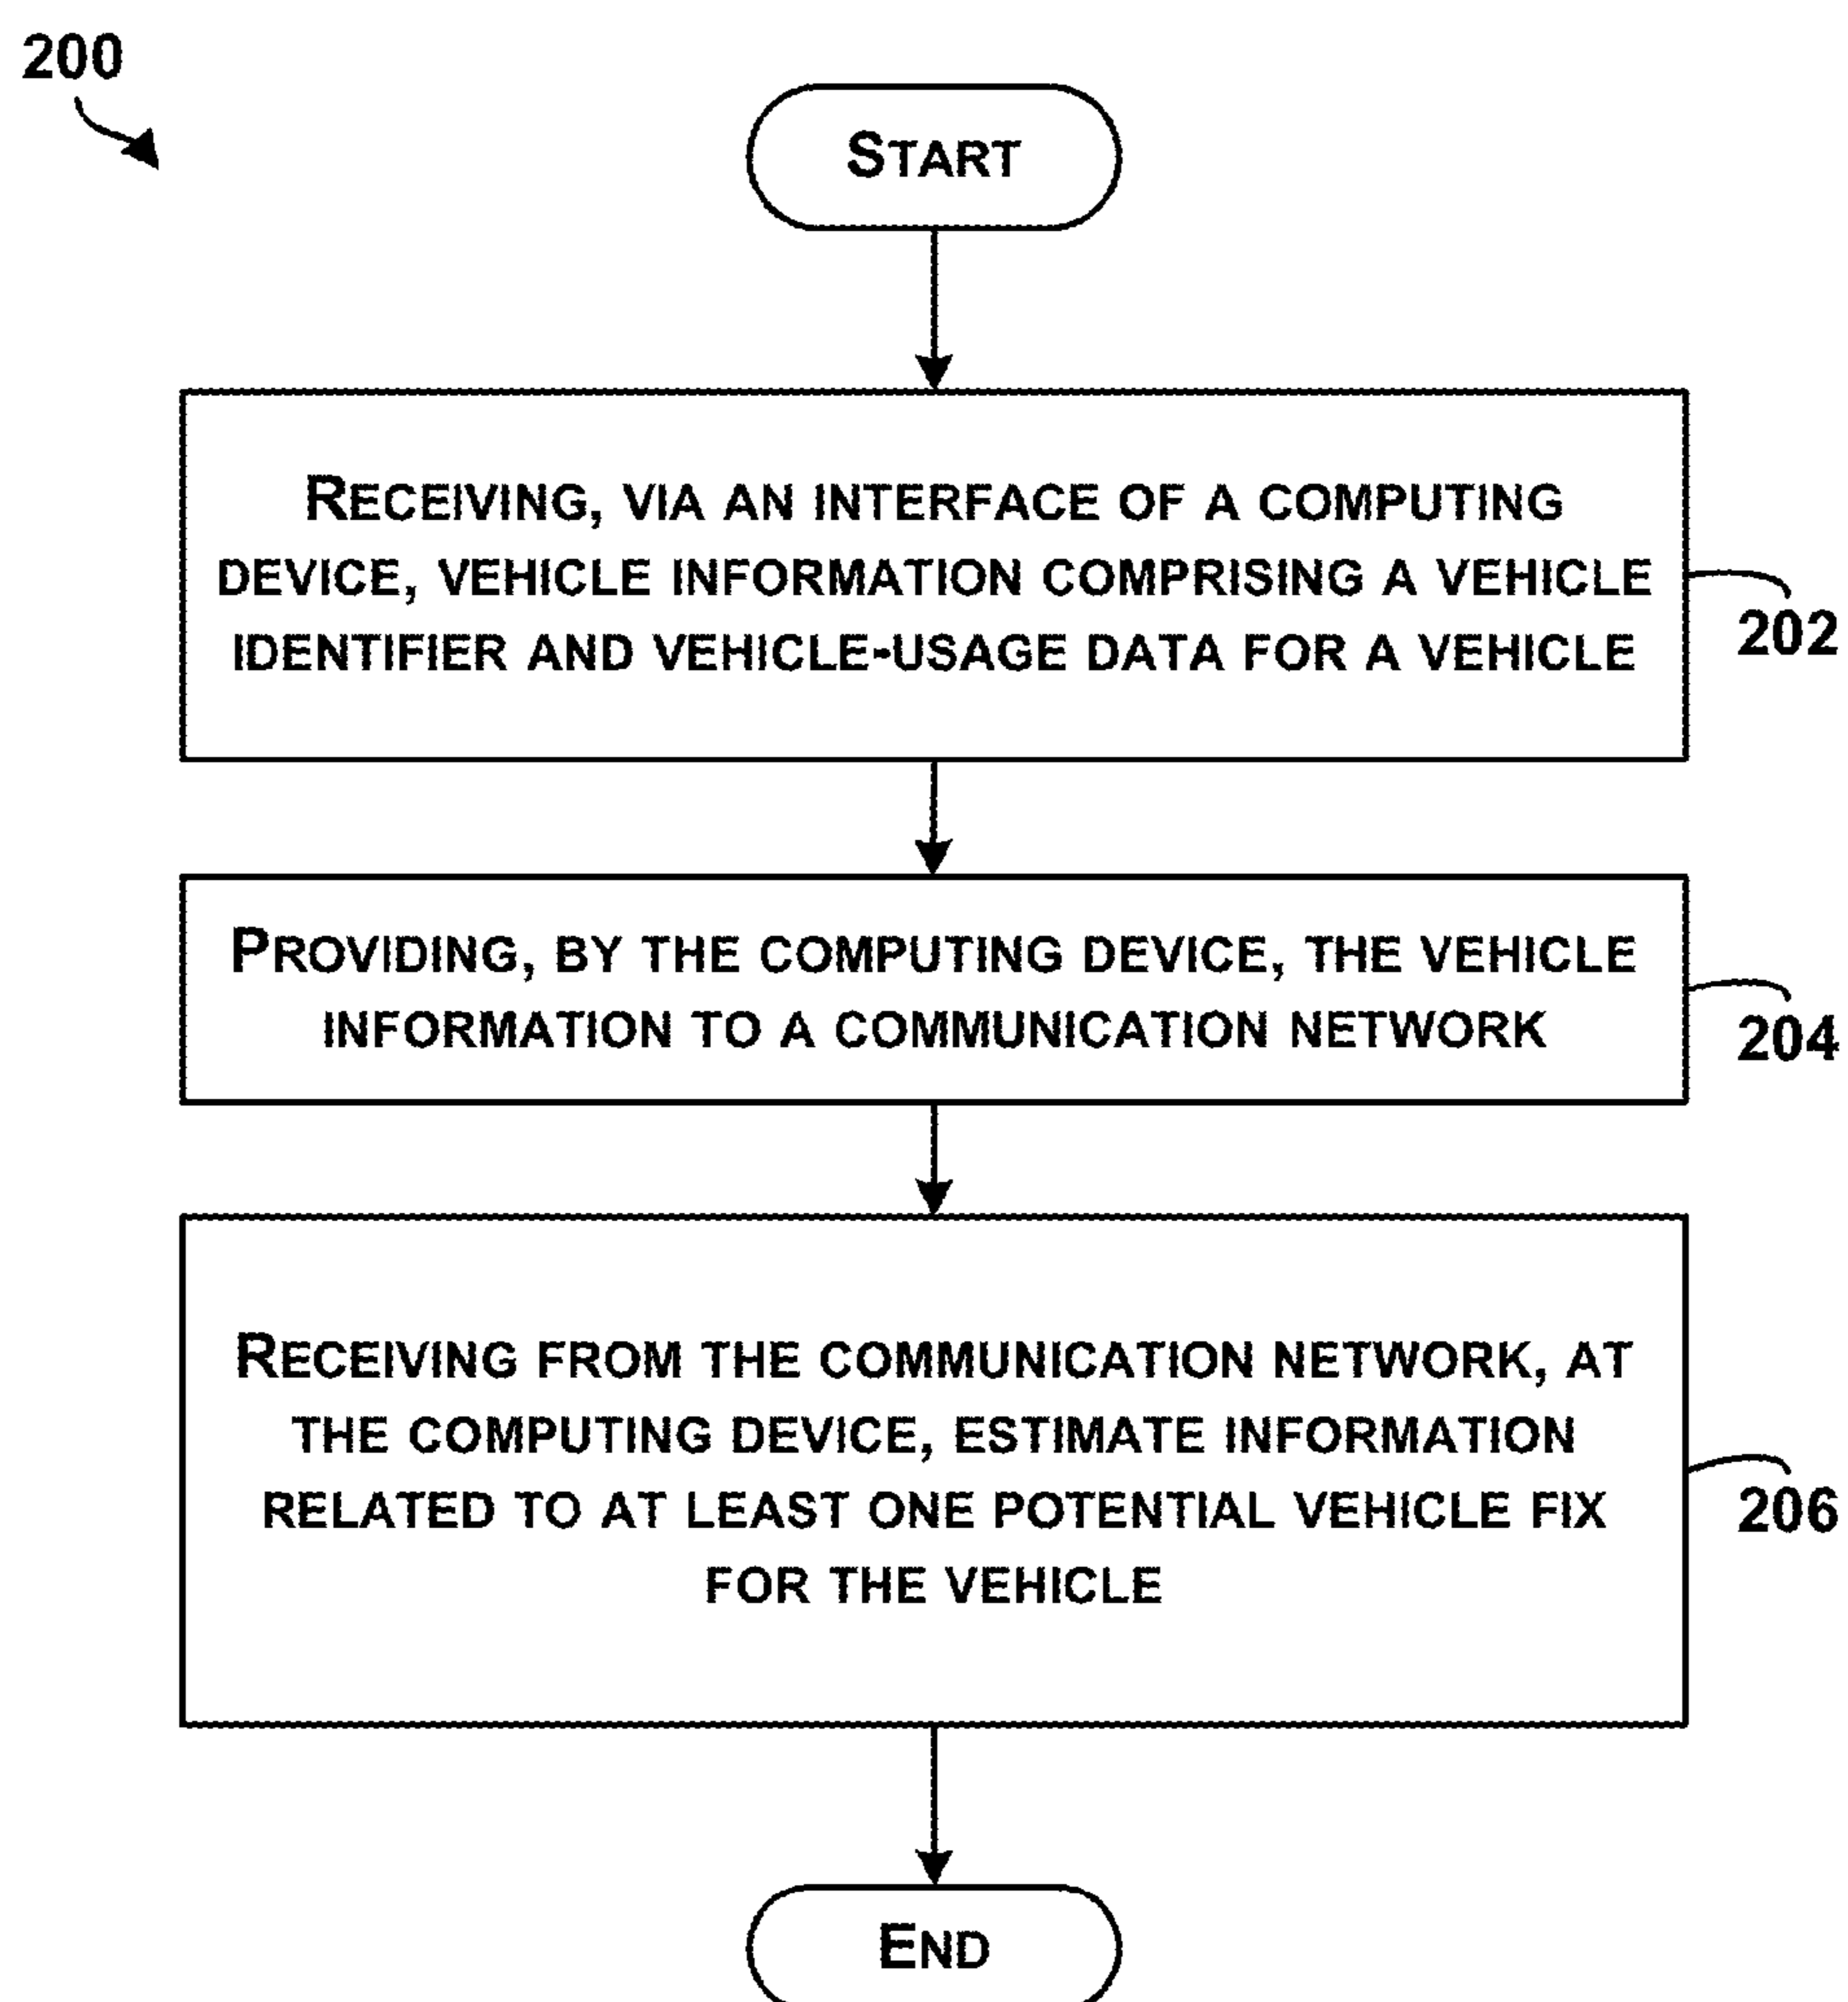 200
START
RECEIVING, VIA AN INTERFACE OF A COMPUTING
DEVICE, VEHICLE INFORMATION COMPRISING A VEHICLE
IDENTIFIER AND VEHICLE-USAGE DATA FOR A VEHICLE
202
PROVIDING, BY THE COMPUTING DEVICE, THE VEHICLE
INFORMATION TO A COMMUNICATION NETWORK
204
RECEIVING FROM THE COMMUNICATION NETWORK, AT
THE COMPUTING DEVICE, ESTIMATE INFORMATION
RELATED TO AT LEAST ONE POTENTIAL VEHICLE FIX
FOR THE VEHICLE
206
END